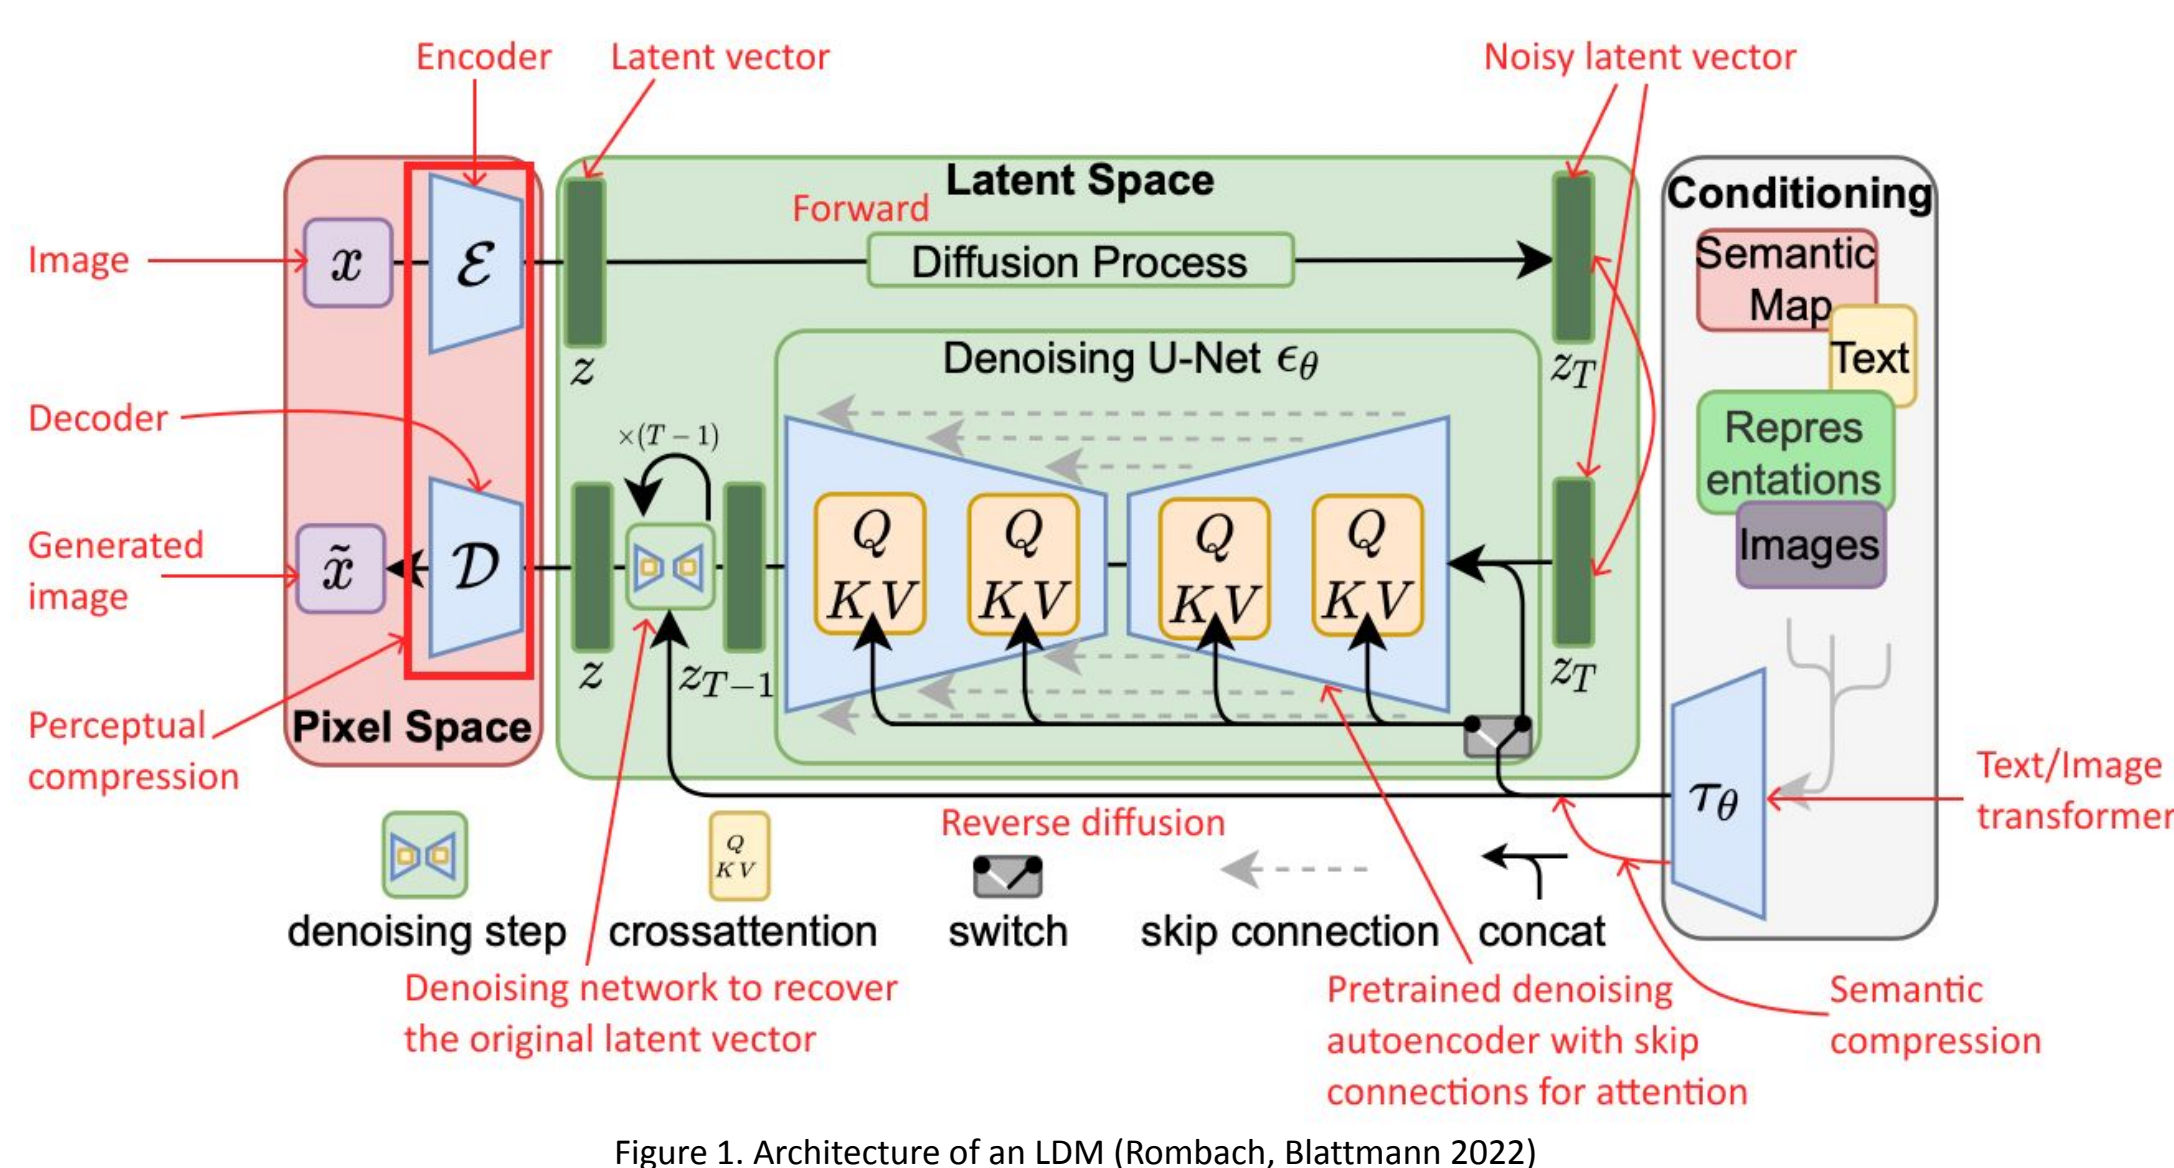 Encoder
Latent vector
Noisy latent vector
Latent Space
Conditioning
Forward
Semantic
Map
Image
x
ℰ
Diffusion Process
Text
z
Denoising U-Net ϵθ
zT
Decoder
×(T − 1)
Repres
entations
Images
Q
KV
Q
KV
Q
KV
Q
KV
Generated
image
x̃
𝒟
z
zT−1
zT
Perceptual
compression
Pixel Space
τθ
Text/Image
transformer
Reverse diffusion
Q
KV
denoising step
crossattention
switch
skip connection
concat
Denoising network to recover
the original latent vector
Pretrained denoising
autoencoder with skip
connections for attention
Semantic
compression
Figure 1. Architecture of an LDM (Rombach, Blattmann 2022)